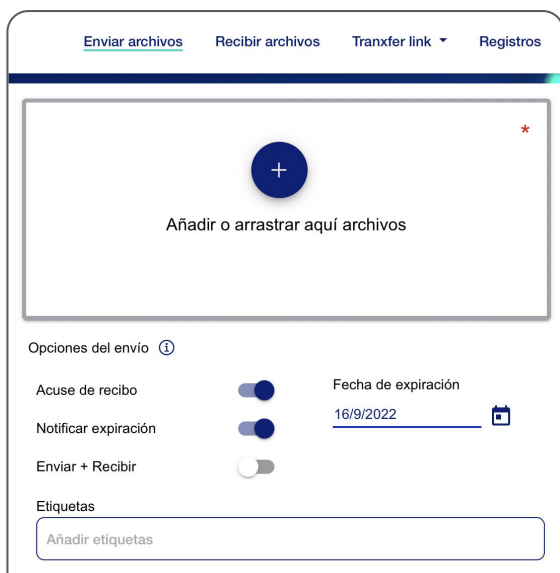 Enviar archivos Recibir archivos Tranxfer link Registros
*
+
Añadir o arrastrar aquí archivos
Opciones del envío i
Acuse de recibo
Fecha de expiración
16/9/2022
Notificar expiración
Enviar + Recibir
Etiquetas
Añadir etiquetas